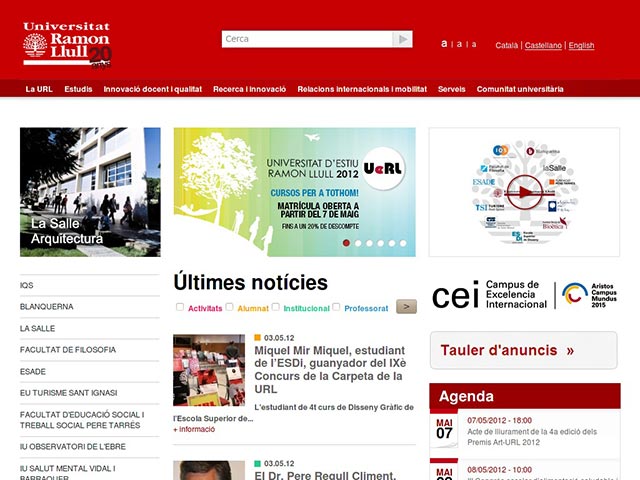 Universitat
Ramon
Llull 20
anys
Cerca
a | a | a
Català | Castellano | English
La URL Estudis Innovació docent i qualitat Recerca i innovació Relacions internacionals i mobilitat Serveis Comunitat universitària
La Salle
Arquitectura
UNIVERSITAT D'ESTIU
RAMON LLULL 2012
UeRL
CURSOS PER A TOTHOM!
MATRÍCULA OBERTA A
PARTIR DEL 7 DE MAIG
FINS A UN 20% DE DESCOMPTE
IQS
Blanquerna
laSalle
ESADE
TSI
Bioètica
IQS
BLANQUERNA
LA SALLE
FACULTAT DE FILOSOFIA
ESADE
EU TURISME SANT IGNASI
FACULTAT D'EDUCACIÓ SOCIAL I
TREBALL SOCIAL PERE TARRÉS
IU OBSERVATORI DE L'EBRE
IU SALUT MENTAL VIDAL I
BARRAQUER
Últimes notícies
Activitats Alumnat Institucional Professorat >
03.05.12
Miquel Mir Miquel, estudiant
de l'ESDi, guanyador del IXè
Concurs de la Carpeta de la
URL
L'estudiant de 4t curs de Disseny Gràfic de
l'Escola Superior de...
+ informació
03.05.12
El Dr. Pere Regull Climent,
cei Campus de
Excelencia
Internacional
Aristos
Campus
Mundus
2015
Tauler d'anuncis »
Agenda
MAI
07
07/05/2012 - 18:00
Acte de lliurament de la 4a edició dels
Premis Art-URL 2012
MAI
08/05/2012 - 10:00